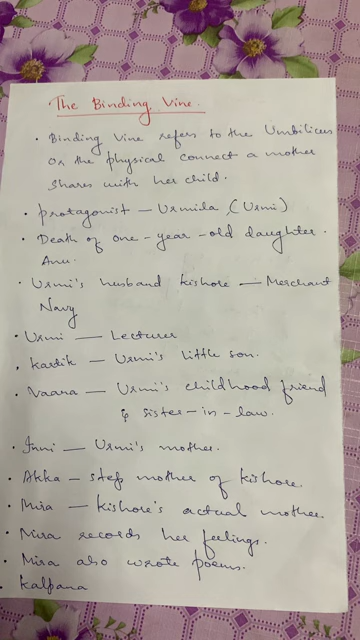 The Binding Vine.
• Binding Vine refers to the Umbilicus
Or the physical connect a mother
Shares with her child.
• protagonist — Urmila (Urmi)
• Death of one-year-old daughter.
Anu.
• Urmi's husband kishore — Merchant
Navy
• Urmi — Lecturer
• Kartik — Urmi's little son.
• Vaana — Urmi's childhood friend
& sister-in-law.
• Inni — Urmi's mother.
• Akka — step mother of kishore.
• Mira — kishore's actual mother.
• Mira records her feelings.
• Mira also wrote poems.
• Kalpana